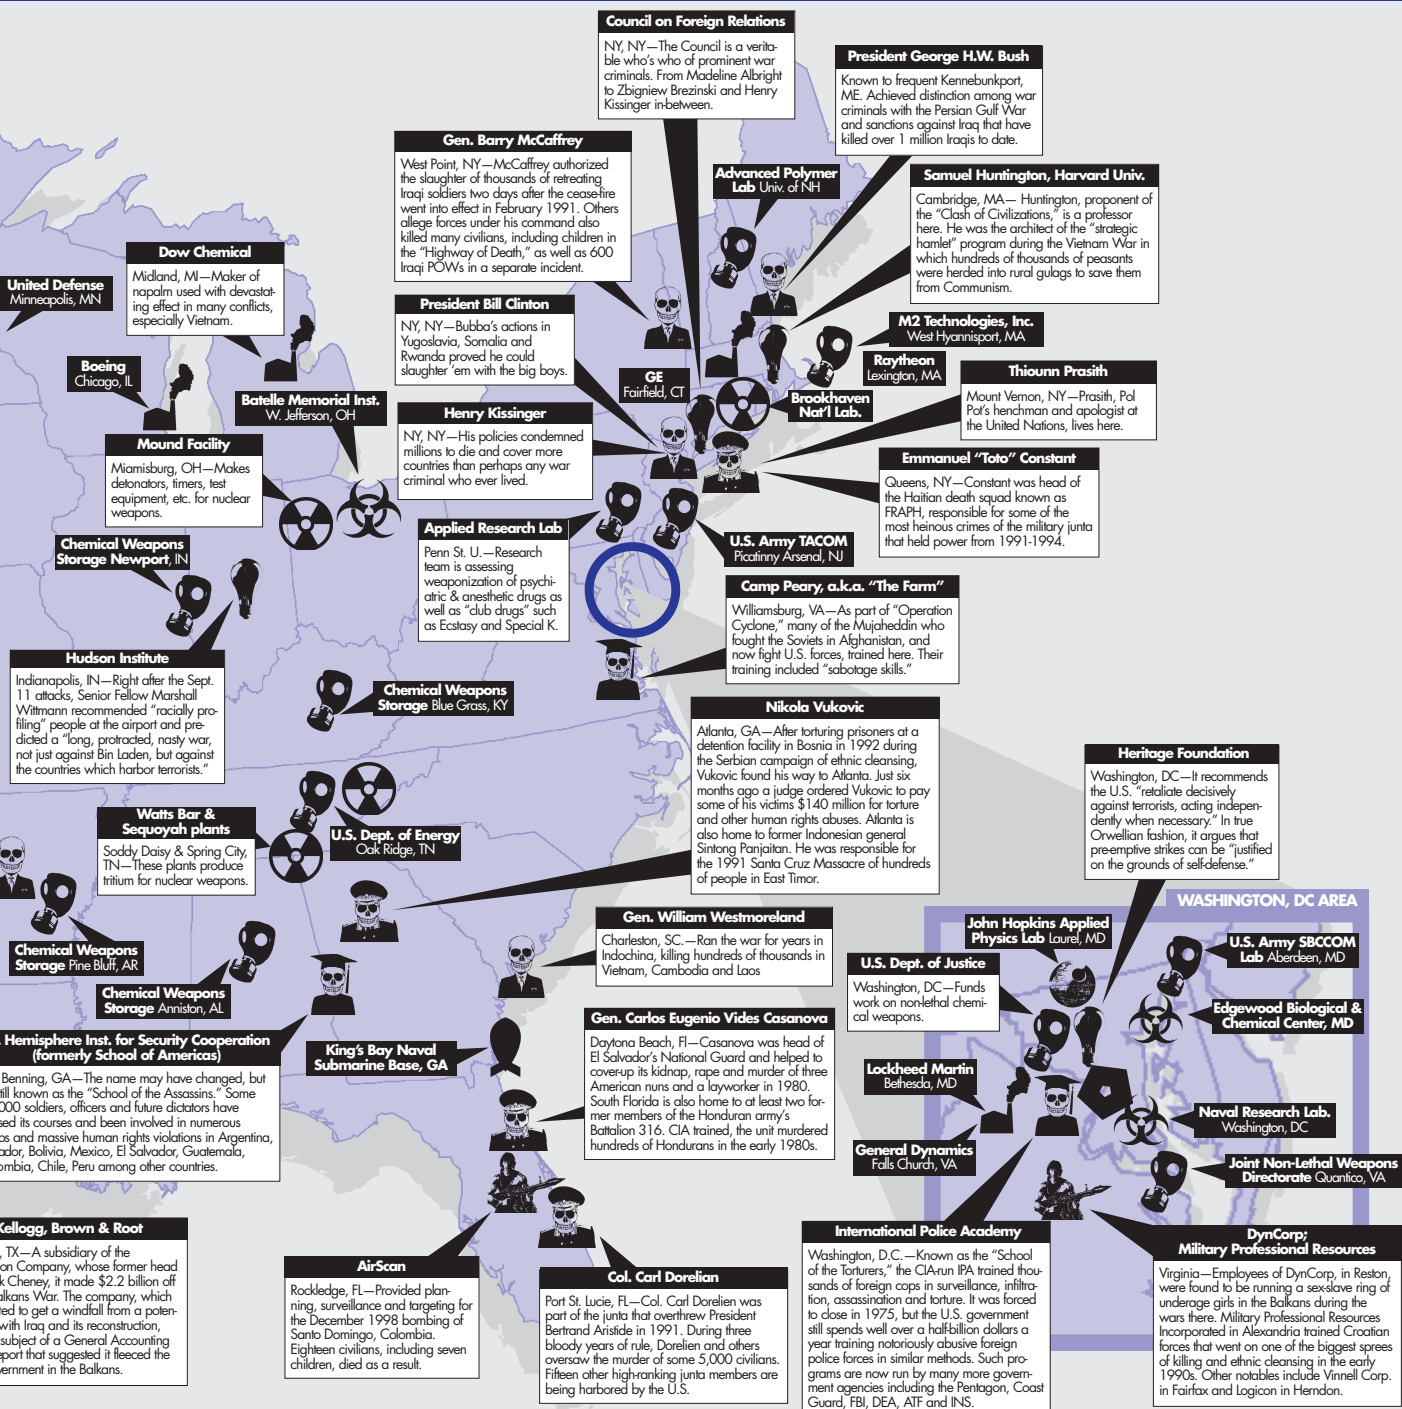 Council on Foreign Relations
NY, NY—The Council is a verita-
ble who's who of prominent war
criminals. From Madeline Albright
to Zbigniew Brezinski and Henry
Kissinger in-between.
President George H.W. Bush
Known to frequent Kennebunkport,
ME. Achieved distinction among war
criminals with the Persian Gulf War
and sanctions against Iraq that have
killed over 1 million Iraqis to date.
Gen. Barry McCaffrey
West Point, NY—McCaffrey authorized
the slaughter of thousands of retreating
Iraqi soldiers two days after the cease-fire
went into effect in February 1991. Others
allege forces under his command also
killed many civilians, including children in
the "Highway of Death," as well as 600
Iraqi POWs in a separate incident.
Advanced Polymer
Lab Univ. of NH
Samuel Huntington, Harvard Univ.
Cambridge, MA— Huntington, proponent of
the "Clash of Civilizations," is a professor
here. He was the architect of the "strategic
hamlet" program during the Vietnam War in
which hundreds of thousands of peasants
were herded into rural gulags to save them
from Communism.
Dow Chemical
Midland, MI—Maker of
napalm used with devastat-
ing effect in many conflicts,
especially Vietnam.
United Defense
Minneapolis, MN
President Bill Clinton
NY, NY—Bubba's actions in
Yugoslavia, Somalia and
Rwanda proved he could
slaughter 'em with the big boys.
M2 Technologies, Inc.
West Hyannisport, MA
Raytheon
Lexington, MA
Boeing
Chicago, IL
GE
Fairfield, CT
Thiounn Prasith
Mount Vernon, NY—Prasith, Pol
Pot's henchman and apologist at
the United Nations, lives here.
Batelle Memorial Inst.
W. Jefferson, OH
Brookhaven
Nat'l Lab.
Henry Kissinger
NY, NY—His policies condemned
millions to die and cover more
countries than perhaps any war
criminal who ever lived.
Mound Facility
Miamisburg, OH—Makes
detonators, timers, test
equipment, etc. for nuclear
weapons.
Emmanuel "Toto" Constant
Queens, NY—Constant was head of
the Haitian death squad known as
FRAPH, responsible for some of the
most heinous crimes of the military junta
that held power from 1991-1994.
Applied Research Lab
Penn St. U.—Research
team is assessing
weaponization of psychi-
atric & anesthetic drugs as
well as "club drugs" such
as Ecstasy and Special K.
U.S. Army TACOM
Picatinny Arsenal, NJ
Chemical Weapons
Storage Newport, IN
Camp Peary, a.k.a. "The Farm"
Williamsburg, VA—As part of "Operation
Cyclone," many of the Mujaheddin who
fought the Soviets in Afghanistan, and
now fight U.S. forces, trained here. Their
training included "sabotage skills."
Hudson Institute
Indianapolis, IN—Right after the Sept.
11 attacks, Senior Fellow Marshall
Wittmann recommended "racially pro-
filing" people at the airport and pre-
dicted a "long, protracted, nasty war,
not just against Bin Laden, but against
the countries which harbor terrorists."
Chemical Weapons
Storage Blue Grass, KY
Nikola Vukovic
Atlanta, GA—After torturing prisoners at a
detention facility in Bosnia in 1992 during
the Serbian campaign of ethnic cleansing,
Vukovic found his way to Atlanta. Just six
months ago a judge ordered Vukovic to pay
some of his victims $140 million for torture
and other human rights abuses. Atlanta is
also home to former Indonesian general
Sintong Panjaitan. He was responsible for
the 1991 Santa Cruz Massacre of hundreds
of people in East Timor.
Heritage Foundation
Washington, DC—It recommends
the U.S. "retaliate decisively
against terrorists, acting indepen-
dently when necessary." In true
Orwellian fashion, it argues that
pre-emptive strikes can be "justified
on the grounds of self-defense."
Watts Bar &
Sequoyah plants
Soddy Daisy & Spring City,
TN—These plants produce
tritium for nuclear weapons.
U.S. Dept. of Energy
Oak Ridge, TN
WASHINGTON, DC AREA
Gen. William Westmoreland
Charleston, SC.—Ran the war for years in
Indochina, killing hundreds of thousands in
Vietnam, Cambodia and Laos
John Hopkins Applied
Physics Lab Laurel, MD
U.S. Army SBCCOM
Lab Aberdeen, MD
Chemical Weapons
Storage Pine Bluff, AR
U.S. Dept. of Justice
Washington, DC—Funds
work on non-lethal chemi-
cal weapons.
Chemical Weapons
Storage Anniston, AL
Edgewood Biological &
Chemical Center, MD
. Hemisphere Inst. for Security Cooperation
(formerly School of Americas)
Benning, GA—The name may have changed, but
till known as the "School of the Assassins." Some
000 soldiers, officers and future dictators have
sed its courses and been involved in numerous
ps and massive human rights violations in Argentina,
ador, Bolivia, Mexico, El Salvador, Guatemala,
ombia, Chile, Peru among other countries.
King's Bay Naval
Submarine Base, GA
Gen. Carlos Eugenio Vides Casanova
Daytona Beach, Fl—Casanova was head of
El Salvador's National Guard and helped to
cover-up its kidnap, rape and murder of three
American nuns and a layworker in 1980.
South Florida is also home to at least two for-
mer members of the Honduran army's
Battalion 316. CIA trained, the unit murdered
hundreds of Hondurans in the early 1980s.
Lockheed Martin
Bethesda, MD
Naval Research Lab.
Washington, DC
General Dynamics
Falls Church, VA
Joint Non-Lethal Weapons
Directorate Quantico, VA
Kellogg, Brown & Root
, TX—A subsidiary of the
on Company, whose former head
k Cheney, it made $2.2 billion off
alkans War. The company, which
ted to get a windfall from a poten-
with Iraq and its reconstruction,
subject of a General Accounting
eport that suggested it fleeced the
vernment in the Balkans.
AirScan
Rockledge, FL—Provided plan-
ning, surveillance and targeting for
the December 1998 bombing of
Santo Domingo, Colombia.
Eighteen civilians, including seven
children, died as a result.
Col. Carl Dorelian
Port St. Lucie, FL—Col. Carl Dorelien was
part of the junta that overthrew President
Bertrand Aristide in 1991. During three
bloody years of rule, Dorelien and others
oversaw the murder of some 5,000 civilians.
Fifteen other high-ranking junta members are
being harbored by the U.S.
International Police Academy
Washington, D.C.—Known as the "School
of the Torturers," the CIA-run IPA trained thou-
sands of foreign cops in surveillance, infiltra-
tion, assassination and torture. It was forced
to close in 1975, but the U.S. government
still spends well over a half-billion dollars a
year training notoriously abusive foreign
police forces in similar methods. Such pro-
grams are now run by many more govern-
ment agencies including the Pentagon, Coast
Guard, FBI, DEA, ATF and INS.
DynCorp;
Military Professional Resources
Virginia—Employees of DynCorp, in Reston,
were found to be running a sex-slave ring of
underage girls in the Balkans during the
wars there. Military Professional Resources
Incorporated in Alexandria trained Croatian
forces that went on one of the biggest sprees
of killing and ethnic cleansing in the early
1990s. Other notables include Vinnell Corp.
in Fairfax and Logicon in Herndon.